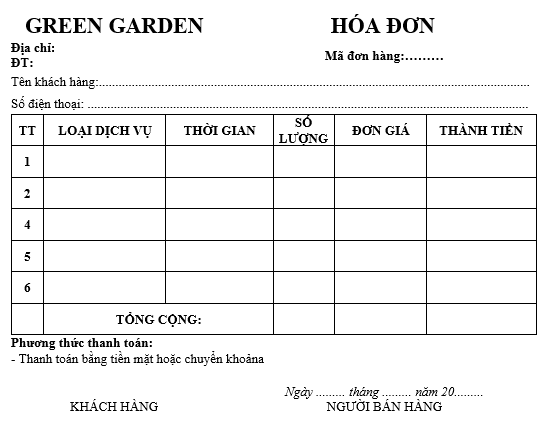 GREEN GARDEN HÓA ĐƠN
Địa chỉ:
ĐT:
Mã đơn hàng:………
Tên khách hàng:.......................................................................................................................................
Số điện thoại: ..........................................................................................................................................
TT LOẠI DỊCH VỤ THỜI GIAN SỐ LƯỢNG ĐƠN GIÁ THÀNH TIỀN
1
2
4
5
6
TỔNG CỘNG:
Phương thức thanh toán:
- Thanh toán bằng tiền mặt hoặc chuyển khoảna
Ngày ......... tháng ......... năm 20.........
KHÁCH HÀNG NGƯỜI BÁN HÀNG